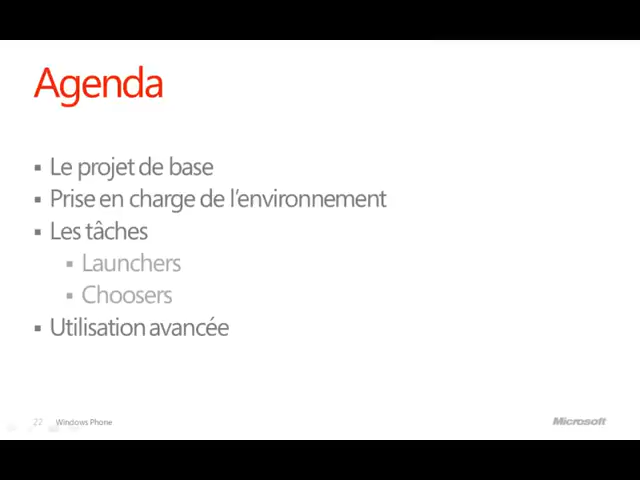 Agenda
▪ Le projet de base
▪ Prise en charge de l'environnement
▪ Les tâches
▪ Launchers
▪ Choosers
▪ Utilisation avancée
22 Windows Phone Microsoft